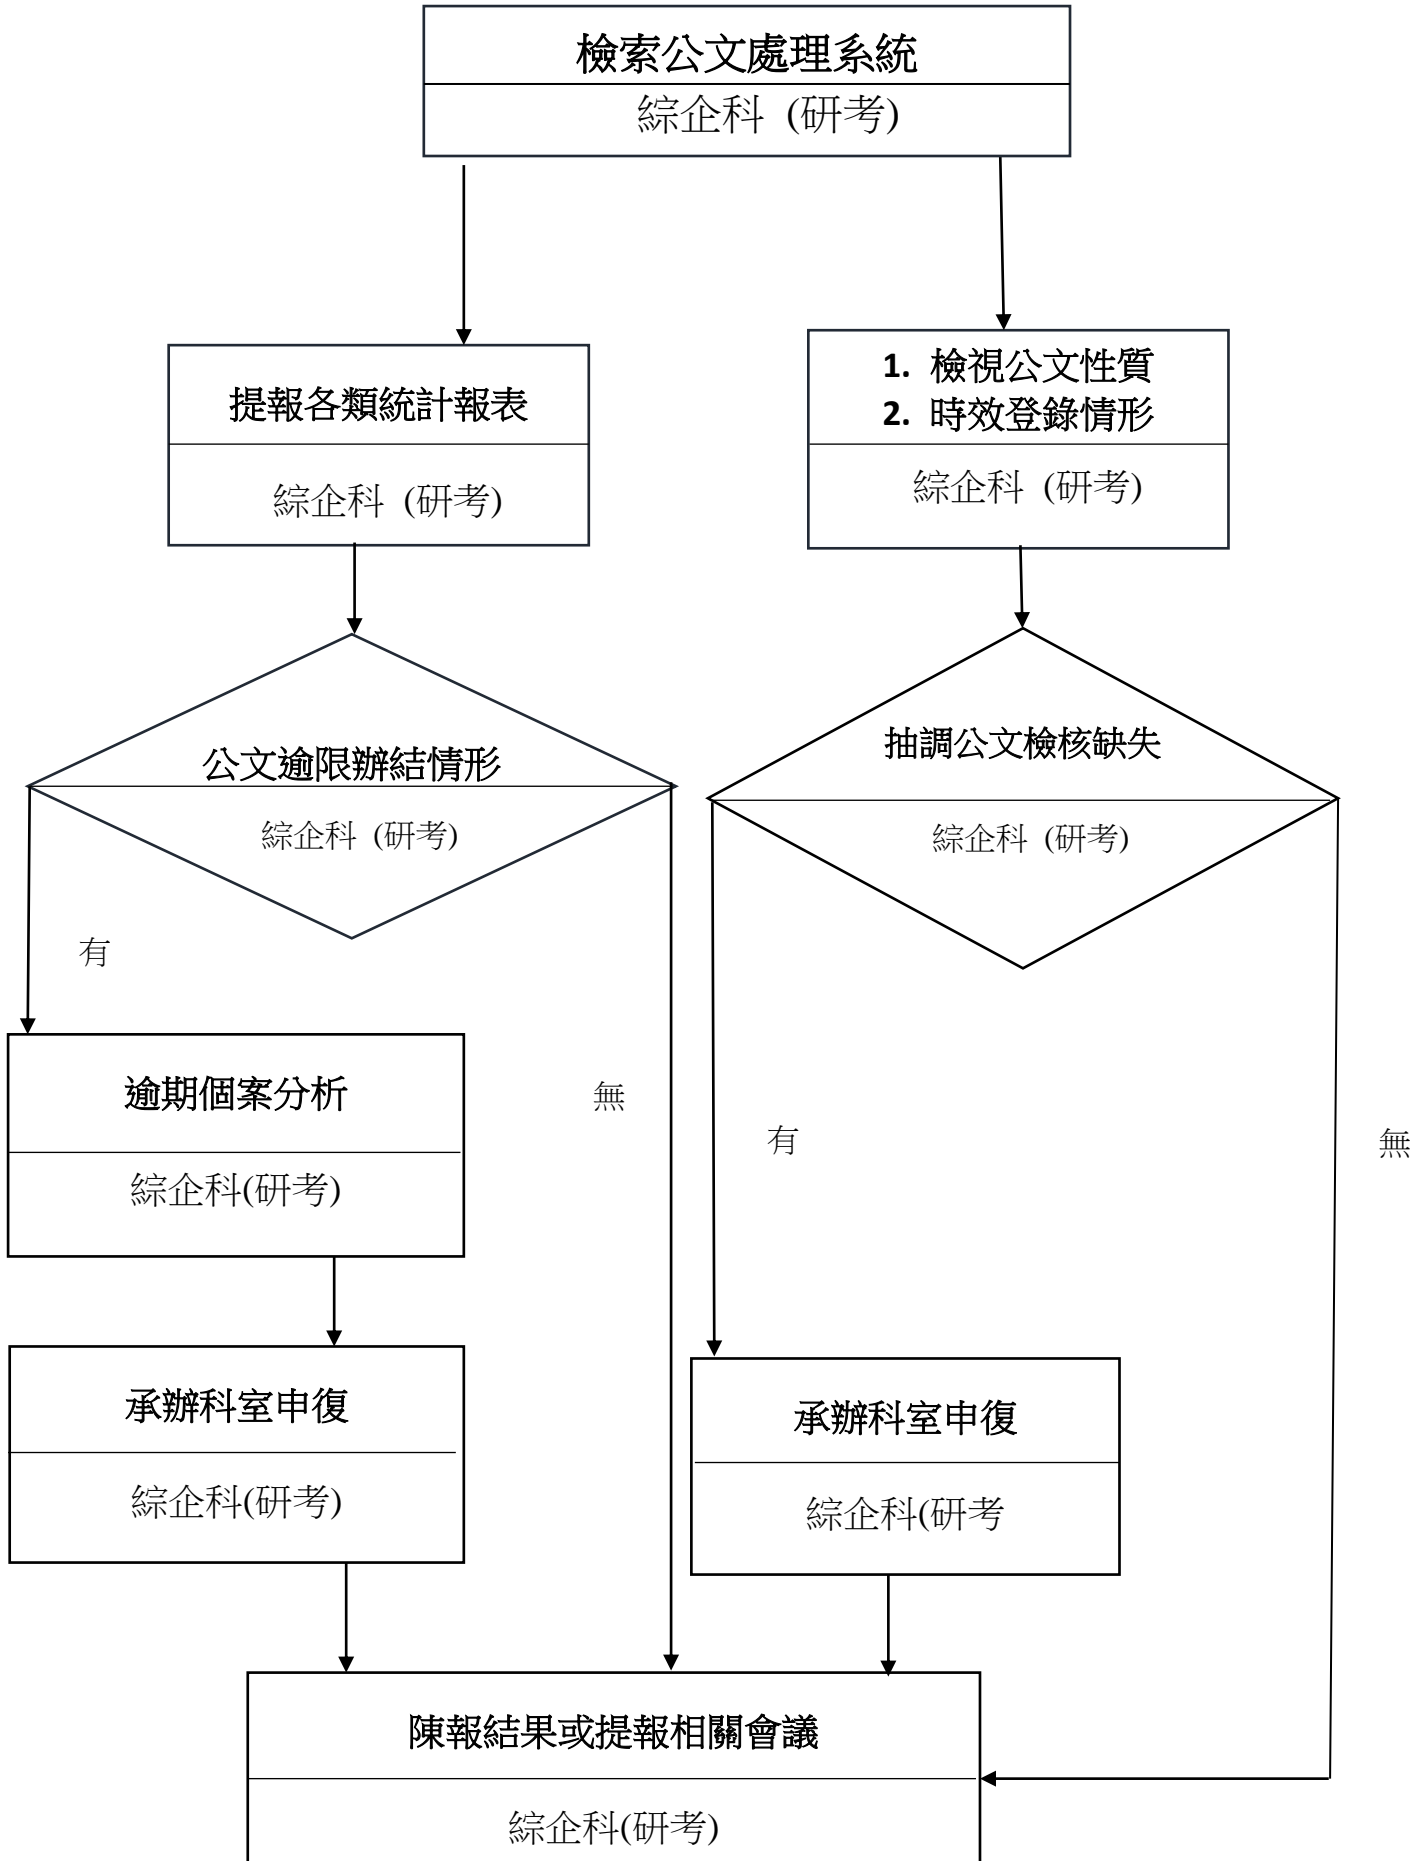 檢索公文處理系統
綜企科 (研考)
提報各類統計報表
綜企科 (研考)
1. 檢視公文性質
2. 時效登錄情形
綜企科 (研考)
公文逾限辦結情形
綜企科 (研考)
抽調公文檢核缺失
綜企科 (研考)
有
無
有
無
逾期個案分析
綜企科(研考)
承辦科室申復
綜企科(研考)
承辦科室申復
綜企科(研考
陳報結果或提報相關會議
綜企科(研考)